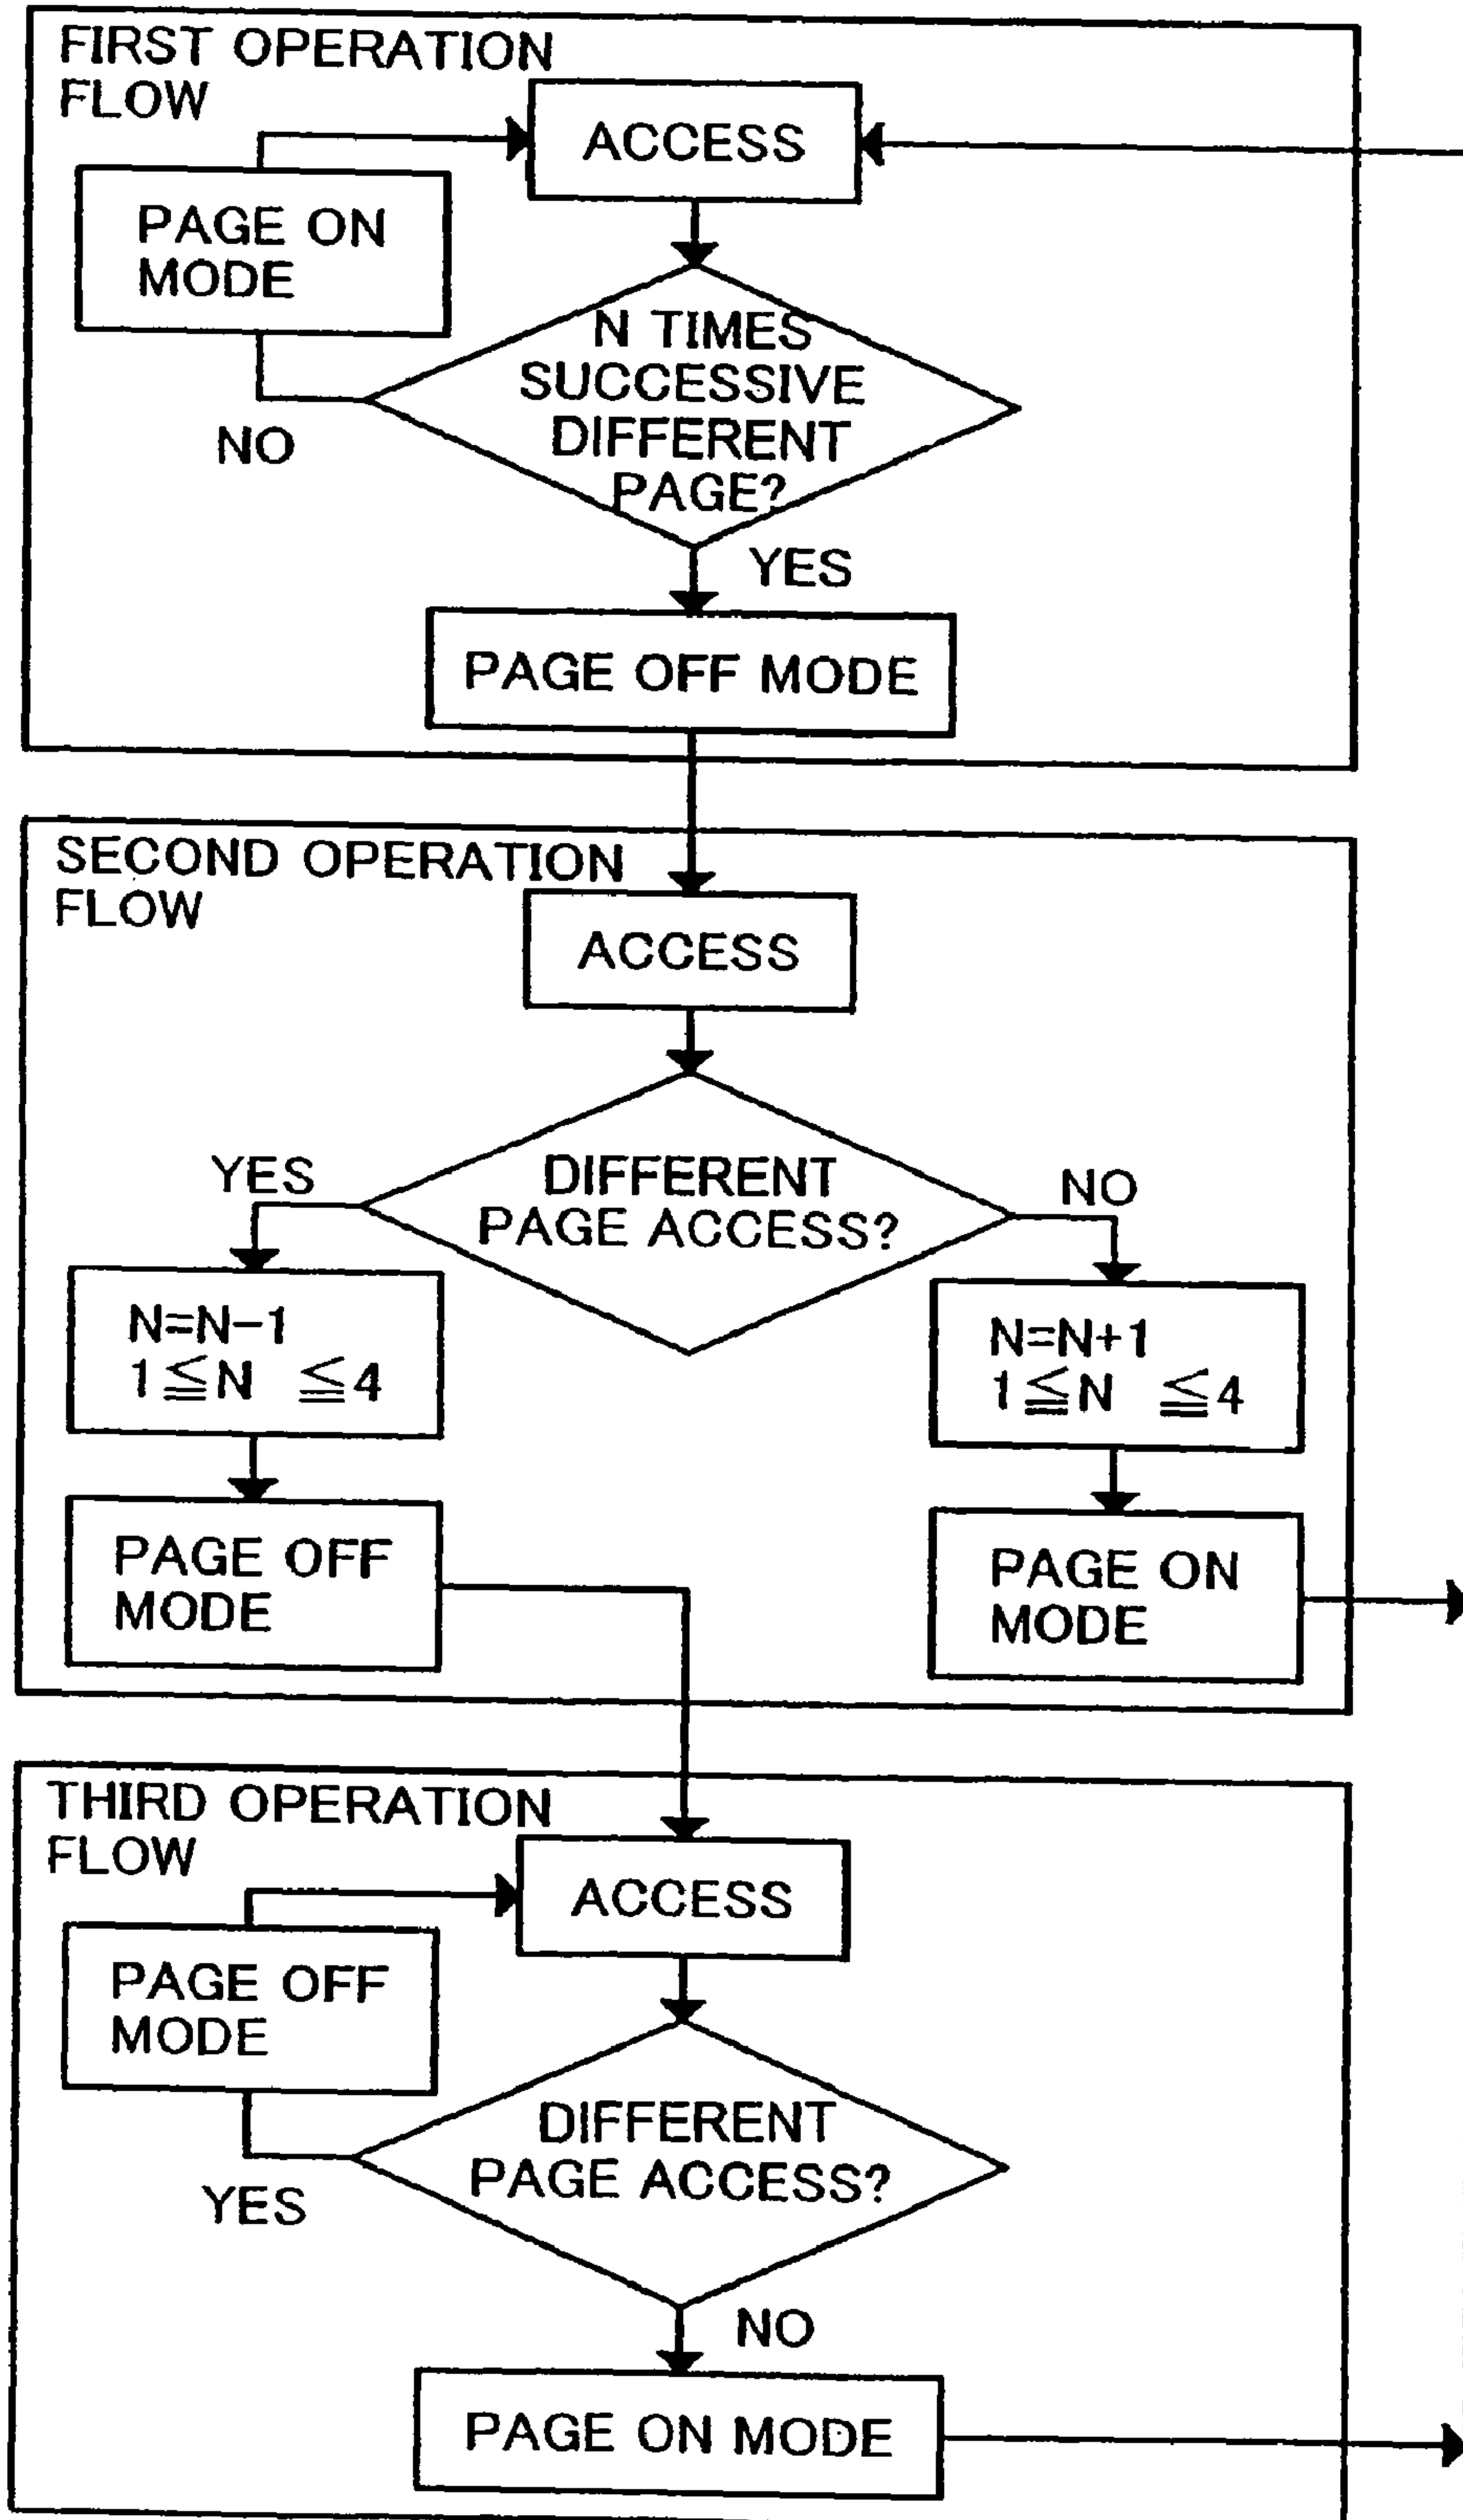 FIRST OPERATION
FLOW
ACCESS
PAGE ON
MODE
N TIMES
SUCCESSIVE
DIFFERENT
PAGE?
NO
YES
PAGE OFF MODE
SECOND OPERATION
FLOW
ACCESS
DIFFERENT
PAGE ACCESS?
YES
NO
N=N−1
1≦N ≦4
N=N+1
1≦N ≦4
PAGE OFF
MODE
PAGE ON
MODE
THIRD OPERATION
FLOW
ACCESS
PAGE OFF
MODE
DIFFERENT
PAGE ACCESS?
YES
NO
PAGE ON MODE